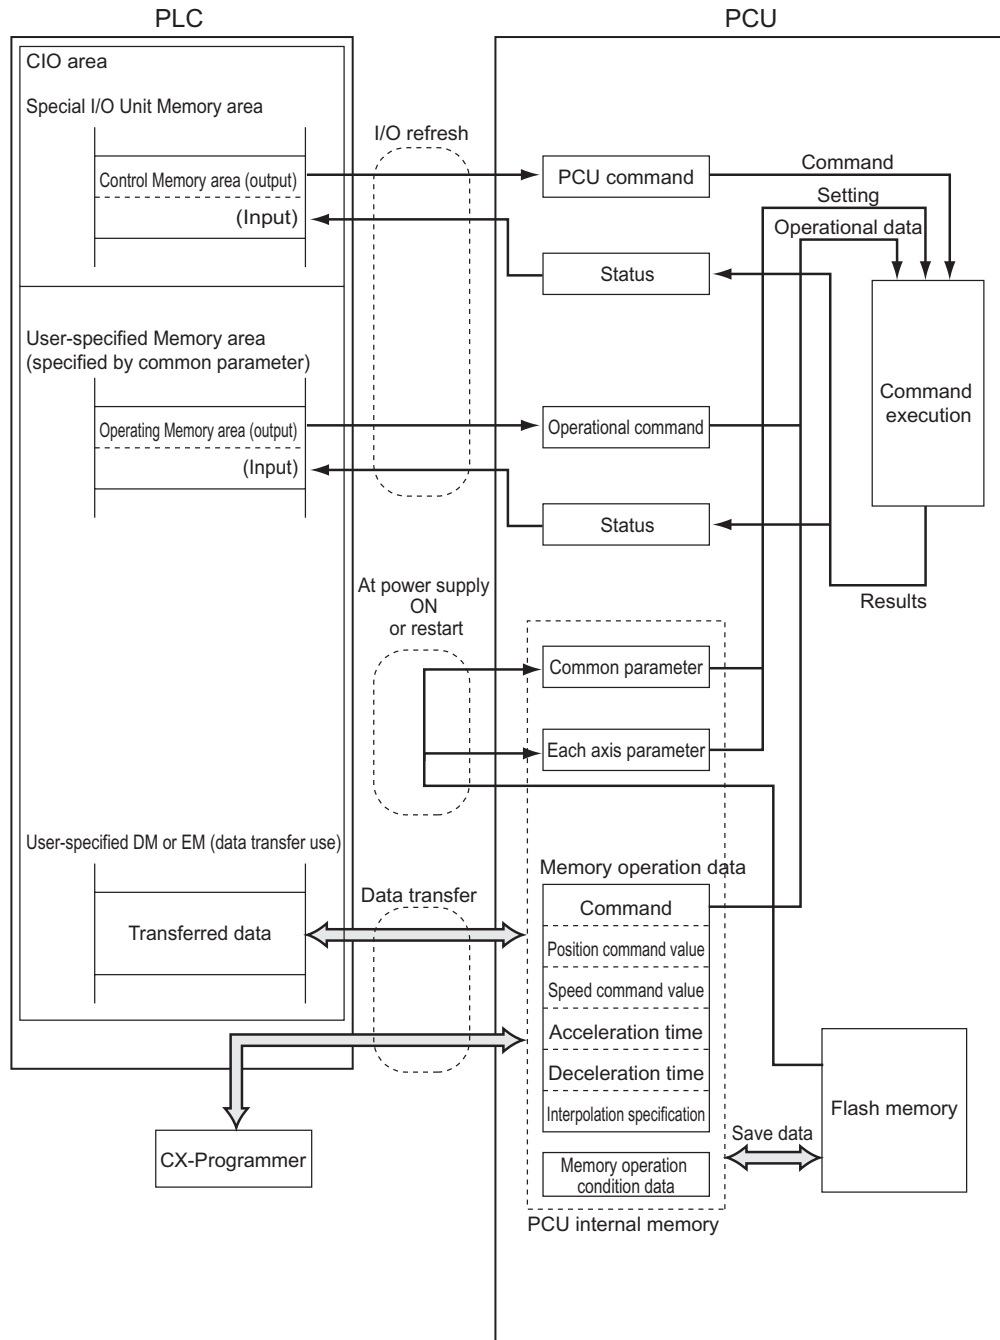 PLC
PCU
CIO area
Special I/O Unit Memory area
I/O refresh
Control Memory area (output)
(Input)
PCU command
Command
Setting
Operational data
Status
Command
execution
User-specified Memory area
(specified by common parameter)
Operating Memory area (output)
(Input)
Operational command
Status
Results
At power supply
ON
or restart
Common parameter
Each axis parameter
User-specified DM or EM (data transfer use)
Transferred data
Data transfer
Memory operation data
Command
Position command value
Speed command value
Acceleration time
Deceleration time
Interpolation specification
Memory operation
condition data
PCU internal memory
Save data
Flash memory
CX-Programmer